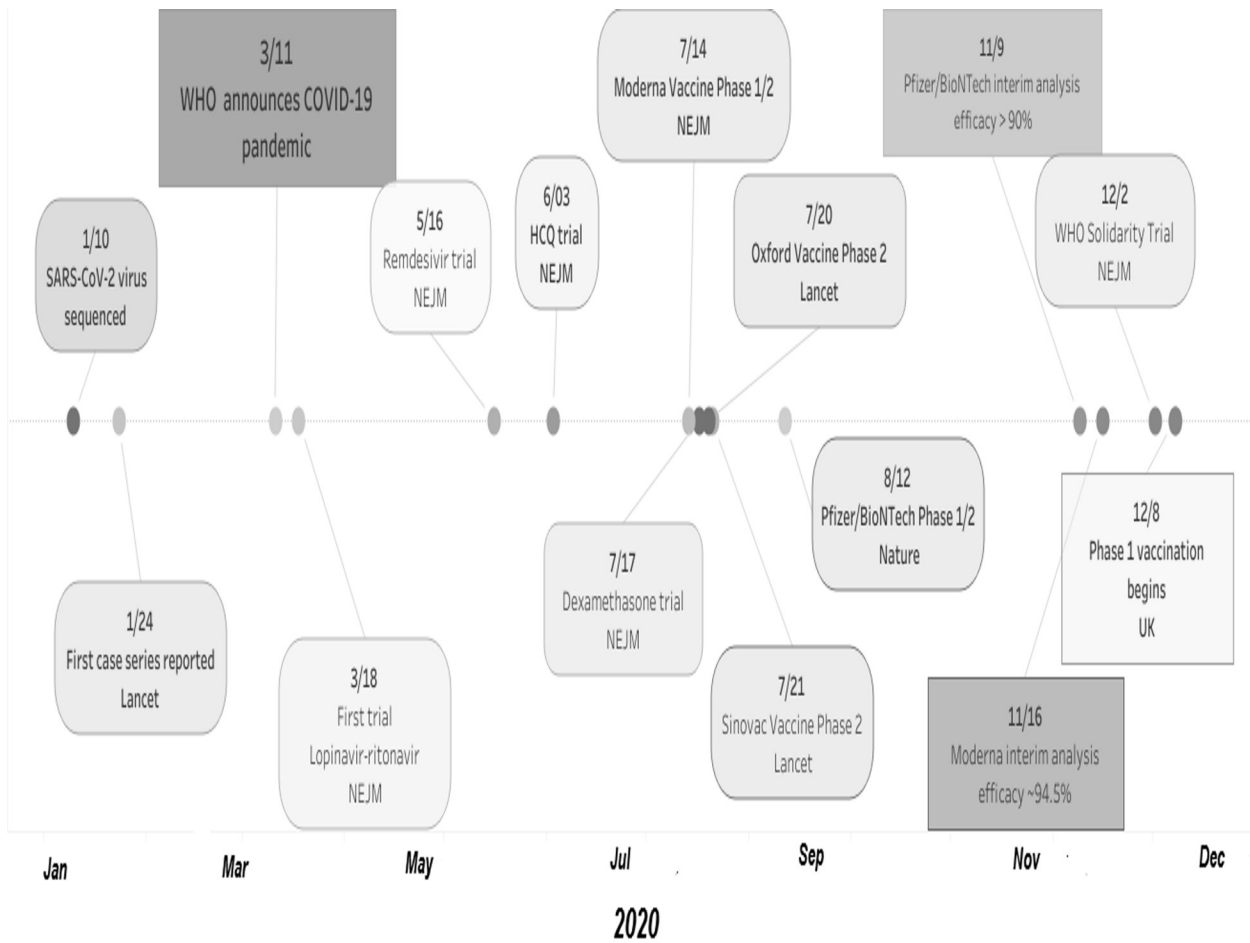 3/11
WHO announces COVID-19
pandemic
7/14
Moderna Vaccine Phase 1/2
NEJM
11/9
Pfizer/BioNTech interim analysis
efficacy > 90%
1/10
SARS-CoV-2 virus
sequenced
5/16
Remdesivir trial
NEJM
6/03
HCQ trial
NEJM
7/20
Oxford Vaccine Phase 2
Lancet
12/2
WHO Solidarity Trial
NEJM
1/24
First case series reported
Lancet
3/18
First trial
Lopinavir-ritonavir
NEJM
7/17
Dexamethasone trial
NEJM
7/21
Sinovac Vaccine Phase 2
Lancet
8/12
Pfizer/BioNTech Phase 1/2
Nature
11/16
Moderna interim analysis
efficacy ~94.5%
12/8
Phase 1 vaccination
begins
UK
Jan Mar May Jul Sep Nov Dec
2020